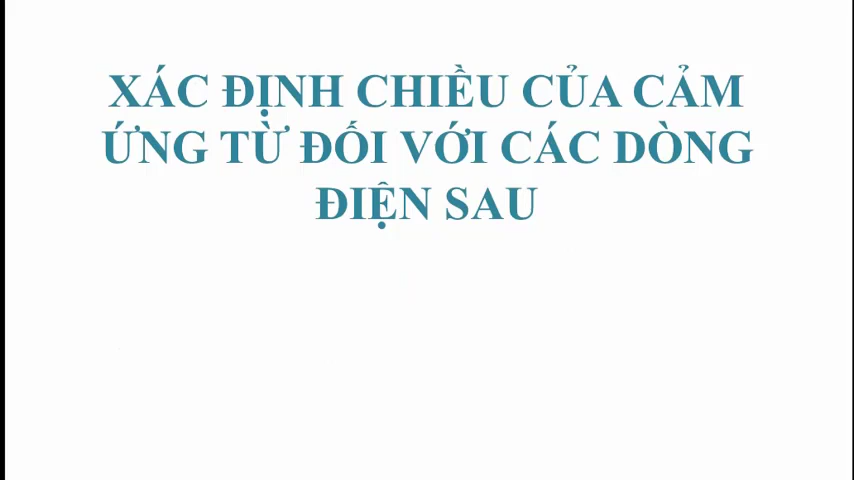 XÁC ĐỊNH CHIỀU CỦA CẢM
ỨNG TỪ ĐỐI VỚI CÁC DÒNG
ĐIỆN SAU